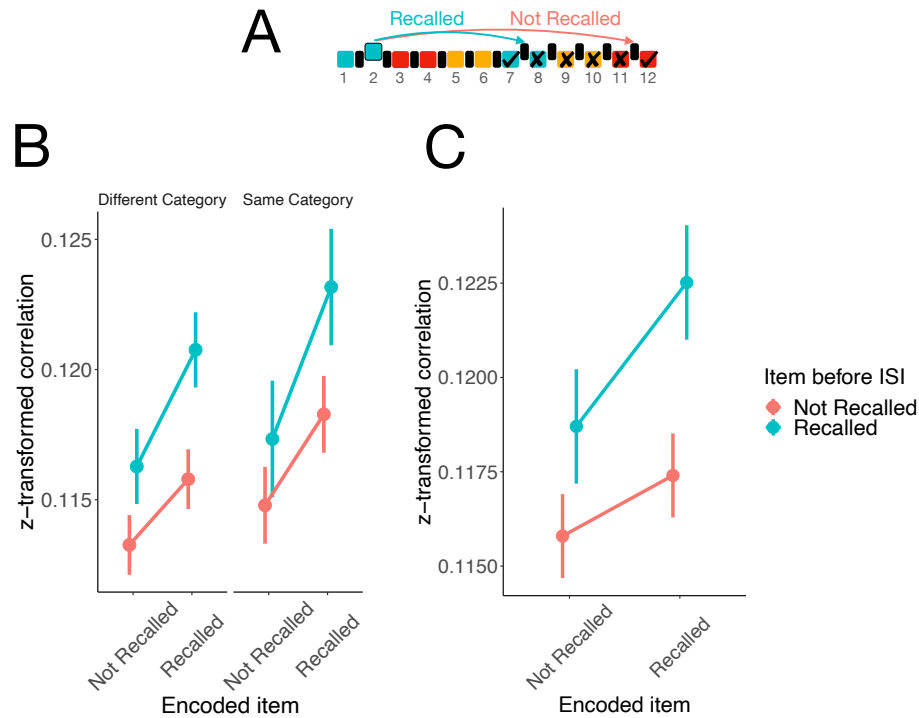 A
Recalled
Not Recalled
1 2 3 4 5 6 7 8 9 10 11 12
B
Different Category
Same Category
0.125
0.120
0.115
z−transformed correlation
Not Recalled
Recalled
Not Recalled
Recalled
Encoded item
C
0.1225
0.1200
0.1175
0.1150
z−transformed correlation
Not Recalled
Recalled
Encoded item
Item before ISI
Not Recalled
Recalled